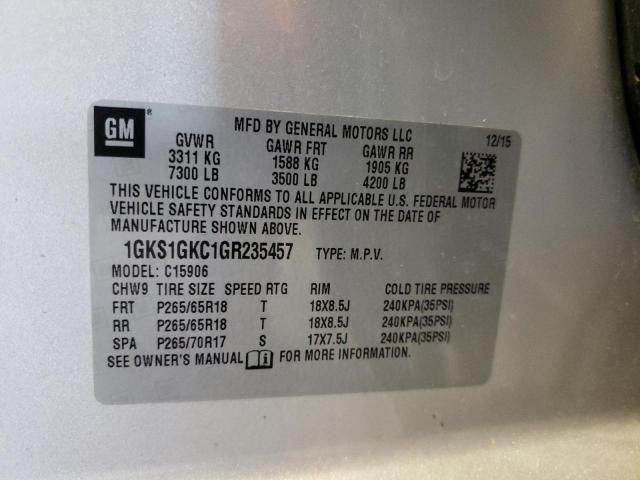 GM ®
MFD BY GENERAL MOTORS LLC 12/15
GVWR GAWR FRT GAWR RR
3311 KG 1588 KG 1905 KG
7300 LB 3500 LB 4200 LB
THIS VEHICLE CONFORMS TO ALL APPLICABLE U.S. FEDERAL MOTOR
VEHICLE SAFETY STANDARDS IN EFFECT ON THE DATE OF
MANUFACTURE SHOWN ABOVE.
1GKS1GKC1GR235457 TYPE: M.P.V.
MODEL: C15906
CHW9 TIRE SIZE SPEED RTG RIM COLD TIRE PRESSURE
FRT P265/65R18 T 18X8.5J 240KPA(35PSI)
RR P265/65R18 T 18X8.5J 240KPA(35PSI)
SPA P265/70R17 S 17X7.5J 240KPA(35PSI)
SEE OWNER'S MANUAL FOR MORE INFORMATION.